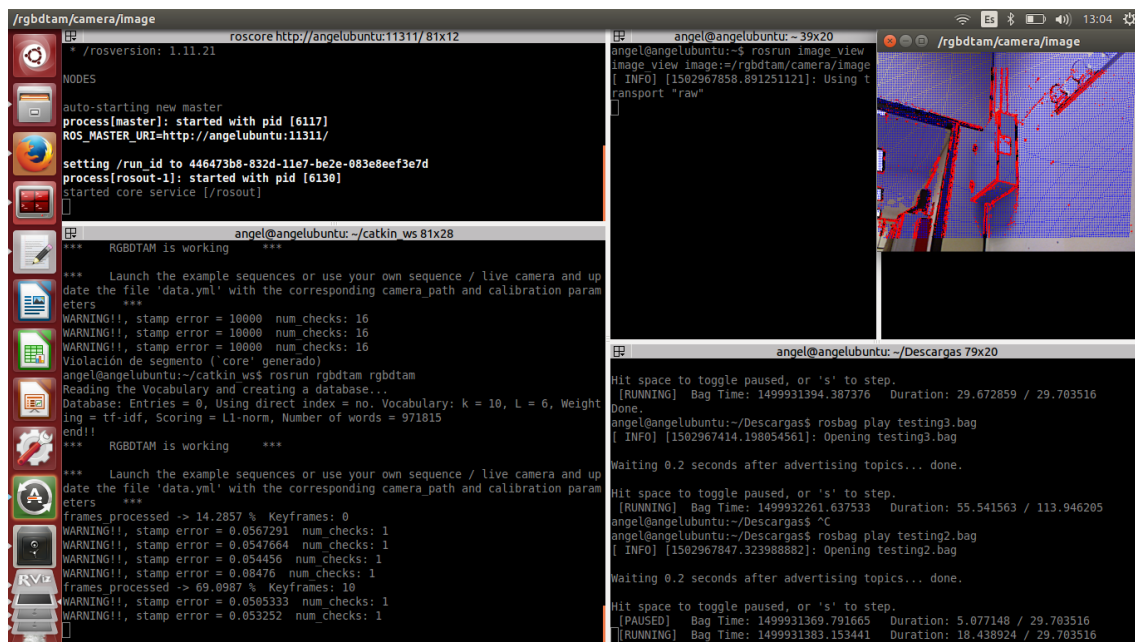 /rgbdtam/camera/image
Es
13:04
roscore http://angelubuntu:11311/ 81x12
* /rosversion: 1.11.21
NODES
auto-starting new master
process[master]: started with pid [6117]
ROS_MASTER_URI=http://angelubuntu:11311/
setting /run_id to 446473b8-832d-11e7-be2e-083e8eef3e7d
process[rosout-1]: started with pid [6130]
started core service [/rosout]
angel@angelubuntu: ~/catkin_ws 81x28
*** RGBDTAM is working ***
*** Launch the example sequences or use your own sequence / live camera and up
date the file 'data.yml' with the corresponding camera_path and calibration param
eters ***
WARNING!!, stamp error = 10000 num_checks: 16
WARNING!!, stamp error = 10000 num_checks: 16
WARNING!!, stamp error = 10000 num_checks: 16
Violación de segmento (`core' generado)
angel@angelubuntu:~/catkin_ws$ rosrun rgbdtam rgbdtam
Reading the Vocabulary and creating a database...
Database: Entries = 0, Using direct index = no. Vocabulary: k = 10, L = 6, Weight
ing = tf-idf, Scoring = L1-norm, Number of words = 971815
end!!
*** RGBDTAM is working ***
*** Launch the example sequences or use your own sequence / live camera and up
date the file 'data.yml' with the corresponding camera_path and calibration param
eters ***
frames_processed -> 14.2857 % Keyframes: 0
WARNING!!, stamp error = 0.0567291 num_checks: 1
WARNING!!, stamp error = 0.0547664 num_checks: 1
WARNING!!, stamp error = 0.054456 num_checks: 1
WARNING!!, stamp error = 0.08476 num_checks: 1
frames_processed -> 69.0987 % Keyframes: 10
WARNING!!, stamp error = 0.0505333 num_checks: 1
WARNING!!, stamp error = 0.053252 num_checks: 1
angel@angelubuntu: ~ 39x20
angel@angelubuntu:~$ rosrun image_view
image_view image:=/rgbdtam/camera/image
[ INFO] [1502967858.891251121]: Using t
ransport "raw"
/rgbdtam/camera/image
angel@angelubuntu: ~/Descargas 79x20
Hit space to toggle paused, or 's' to step.
[RUNNING] Bag Time: 1499931394.387376 Duration: 29.672859 / 29.703516
Done.
angel@angelubuntu:~/Descargas$ rosbag play testing3.bag
[ INFO] [1502967414.198054561]: Opening testing3.bag
Waiting 0.2 seconds after advertising topics... done.
Hit space to toggle paused, or 's' to step.
[RUNNING] Bag Time: 1499932261.637533 Duration: 55.541563 / 113.946205
angel@angelubuntu:~/Descargas$ ^C
angel@angelubuntu:~/Descargas$ rosbag play testing2.bag
[ INFO] [1502967847.323988882]: Opening testing2.bag
Waiting 0.2 seconds after advertising topics... done.
Hit space to toggle paused, or 's' to step.
[PAUSED] Bag Time: 1499931369.791665 Duration: 5.077148 / 29.703516
[RUNNING] Bag Time: 1499931383.153441 Duration: 18.438924 / 29.703516
RViz